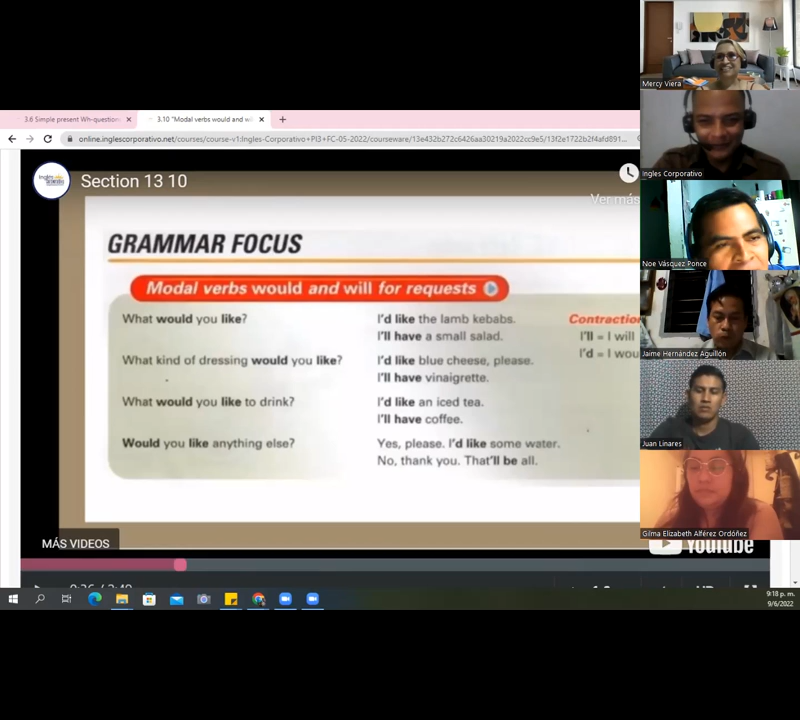 Mercy Viera
3.6 Simple present Wh-question
3.10 "Modal verbs would and wi
online.inglescorporativo.net/courses/course-v1:Ingles-Corporativo+PI3+FC-05-2022/courseware/13e432b272c6426aa30219a2022cc9e5/13f2e1722b2f4afd891...
Section 13 10
Ver más
Ingles Corporativo
GRAMMAR FOCUS
Modal verbs would and will for requests
What would you like?
I'd like the lamb kebabs.
I'll have a small salad.
Contraction
I'll = I will
I'd = I wou
What kind of dressing would you like?
I'd like blue cheese, please.
I'll have vinaigrette.
What would you like to drink?
I'd like an iced tea.
I'll have coffee.
Would you like anything else?
Yes, please. I'd like some water.
No, thank you. That'll be all.
Noe Vásquez Ponce
Jaime Hernández Aguillón
Juan Linares
Gilma Elizabeth Alférez Ordóñez
MÁS VIDEOS
YouTube
9:18 p. m.
9/6/2022